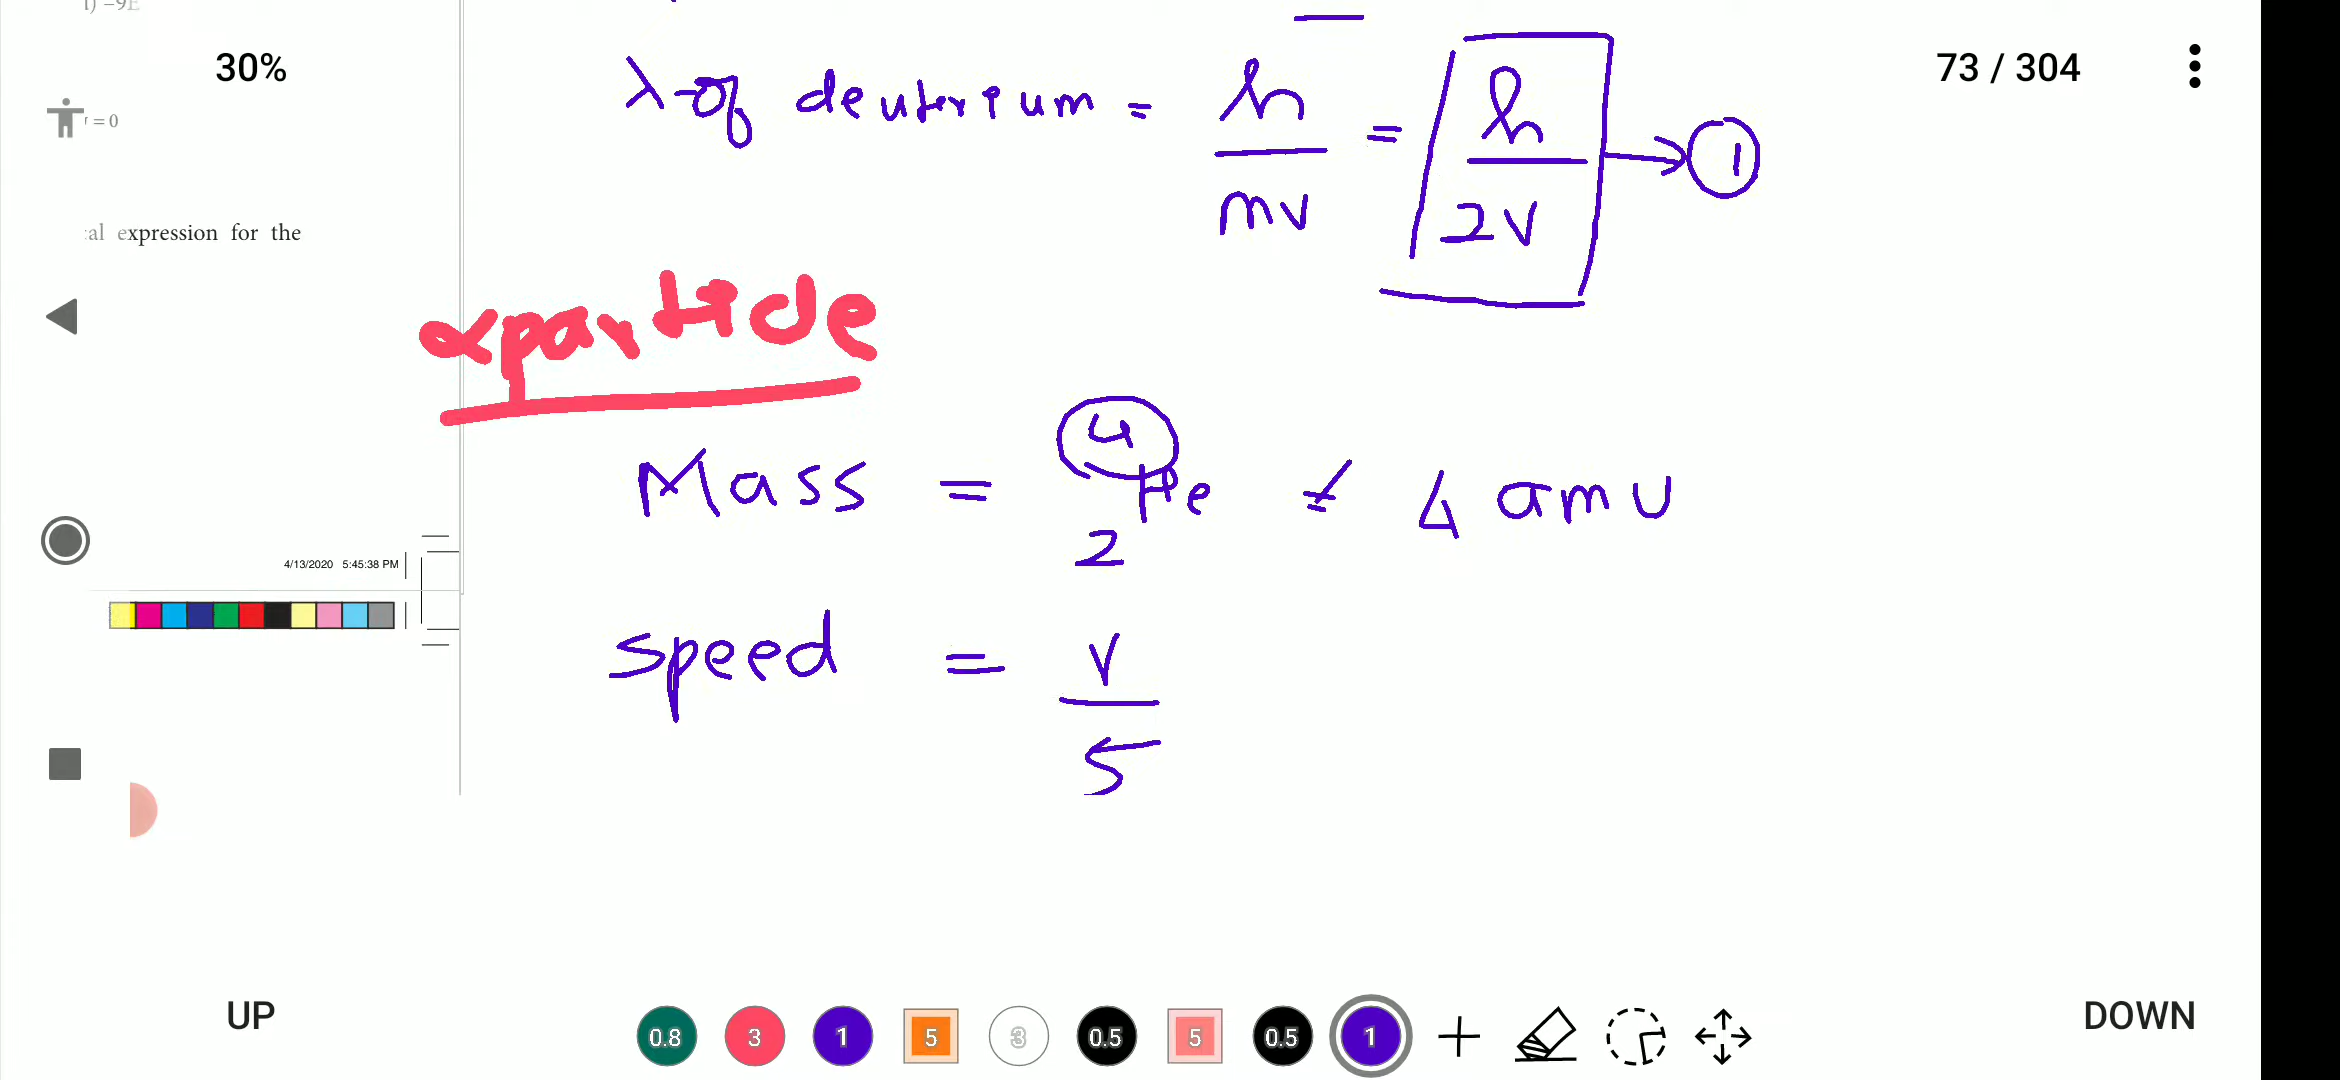 30%
73 / 304
λ of deuterium = h/mv = h/2v → 1
= 0
al expression for the
α particle
Mass = ⁴₂He = 4 amu
4/13/2020 5:45:38 PM
speed = v/5
UP
0.8 3 1 5 3 0.5 5 0.5 1
DOWN